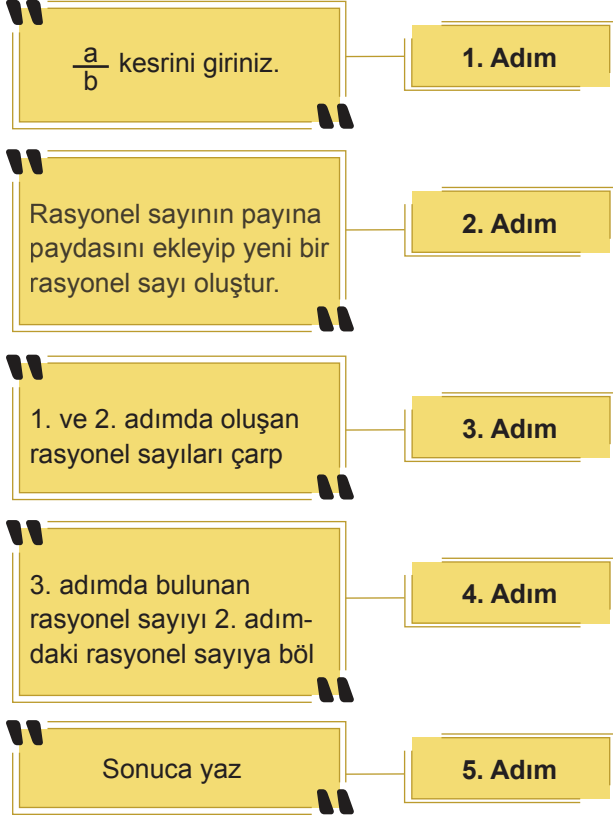 a/b kesrini giriniz.
1. Adım
Rasyonel sayının payına
paydasını ekleyip yeni bir
rasyonel sayı oluştur.
2. Adım
1. ve 2. adımda oluşan
rasyonel sayıları çarp
3. Adım
3. adımda bulunan
rasyonel sayıyı 2. adım-
daki rasyonel sayıya böl
4. Adım
Sonuca yaz
5. Adım